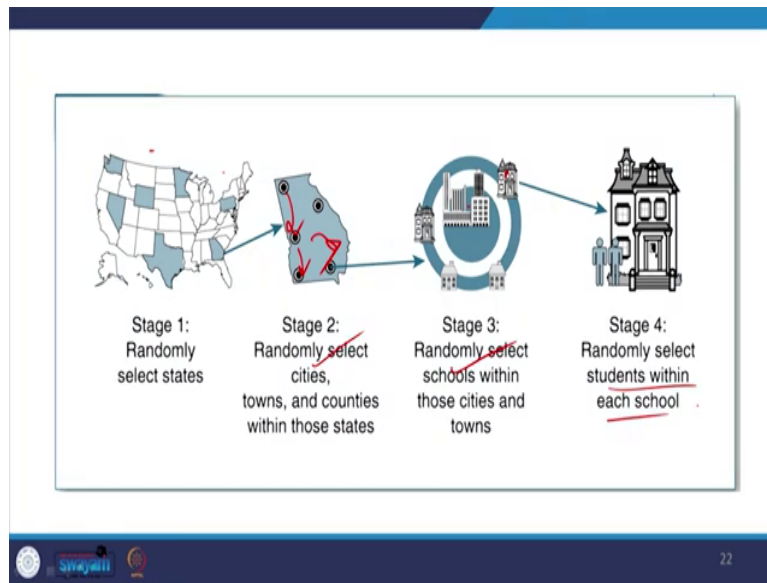 Stage 1:
Randomly
select states
Stage 2:
Randomly select
cities,
towns, and counties
within those states
Stage 3:
Randomly select
schools within
those cities and
towns
Stage 4:
Randomly select
students within
each school
swayam
22